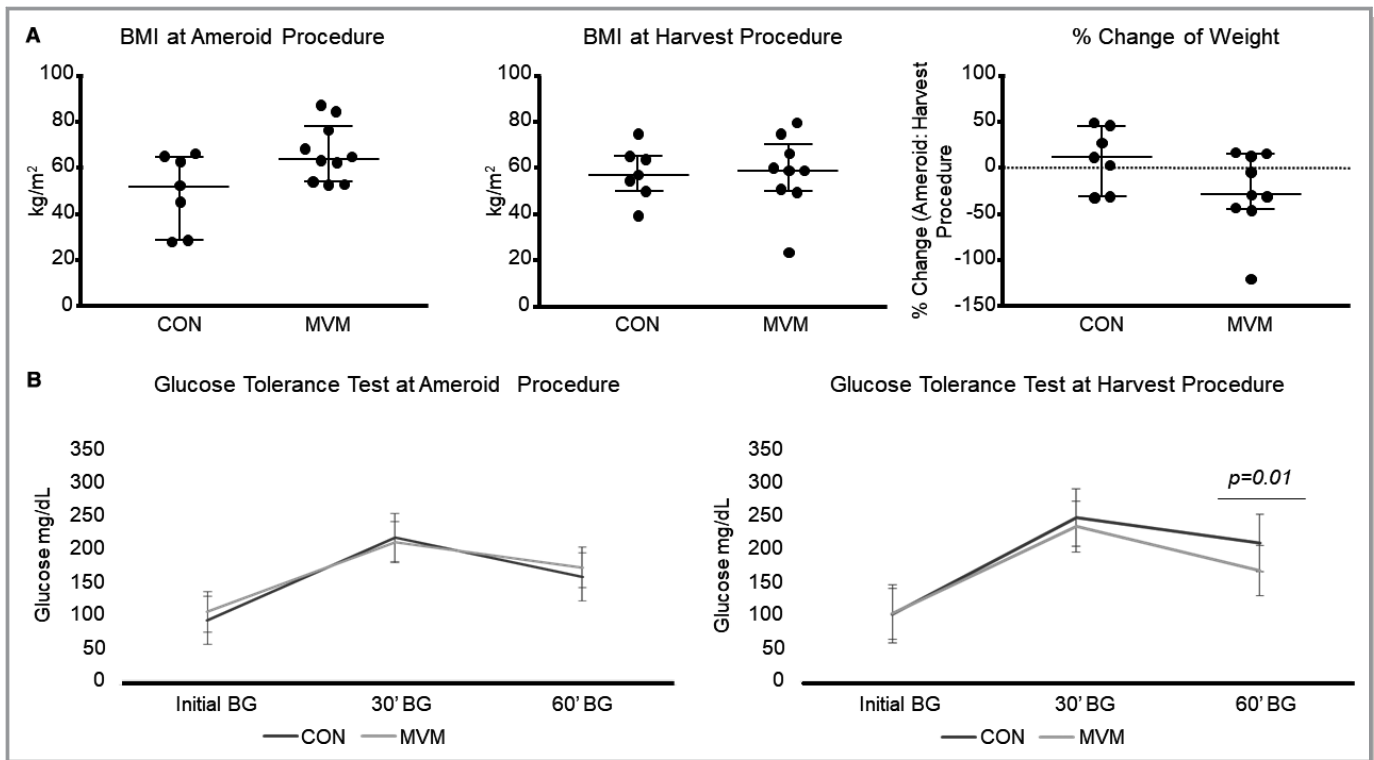 A
BMI at Ameroid Procedure
100
80
60
40
20
0
kg/m²
CON
MVM
BMI at Harvest Procedure
100
80
60
40
20
0
kg/m²
CON
MVM
% Change of Weight
100
50
0
-50
-100
-150
% Change (Ameroid: Harvest
Procedure
CON
MVM
B
Glucose Tolerance Test at Ameroid Procedure
350
300
250
200
150
100
50
0
Glucose mg/dL
Initial BG
30' BG
60' BG
CON
MVM
Glucose Tolerance Test at Harvest Procedure
350
300
250
200
150
100
50
0
Glucose mg/dL
p=0.01
Initial BG
30' BG
60' BG
CON
MVM